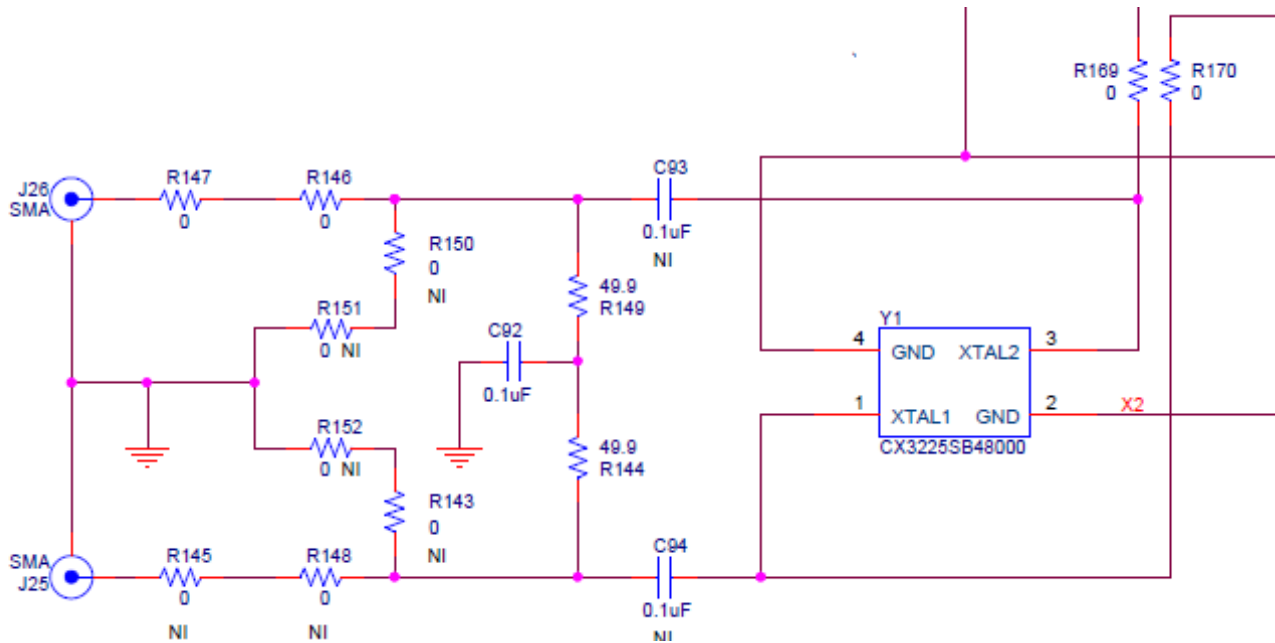 R169
0
R170
0
J26
SMA
R147
0
R146
0
C93
0.1uF
NI
R150
0
NI
49.9
R149
R151
0 NI
C92
0.1uF
Y1
4
GND XTAL2
3
1
XTAL1 GND
2
X2
CX3225SB48000
R152
0 NI
49.9
R144
R143
0
NI
SMA
J25
R145
0
NI
R148
0
NI
C94
0.1uF
NI